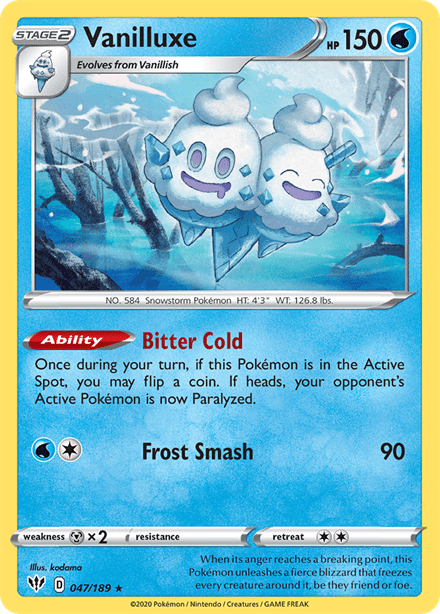 STAGE2 Vanilluxe HP 150
Evolves from Vanillish
NO. 584 Snowstorm Pokémon HT: 4'3" WT: 126.8 lbs.
Ability Bitter Cold
Once during your turn, if this Pokémon is in the Active
Spot, you may flip a coin. If heads, your opponent's
Active Pokémon is now Paralyzed.
Frost Smash 90
weakness ×2 resistance retreat
Illus. kodama
When its anger reaches a breaking point, this
Pokémon unleashes a fierce blizzard that freezes
every creature around it, be they friend or foe.
D 047/189 ★
©2020 Pokémon / Nintendo / Creatures / GAME FREAK